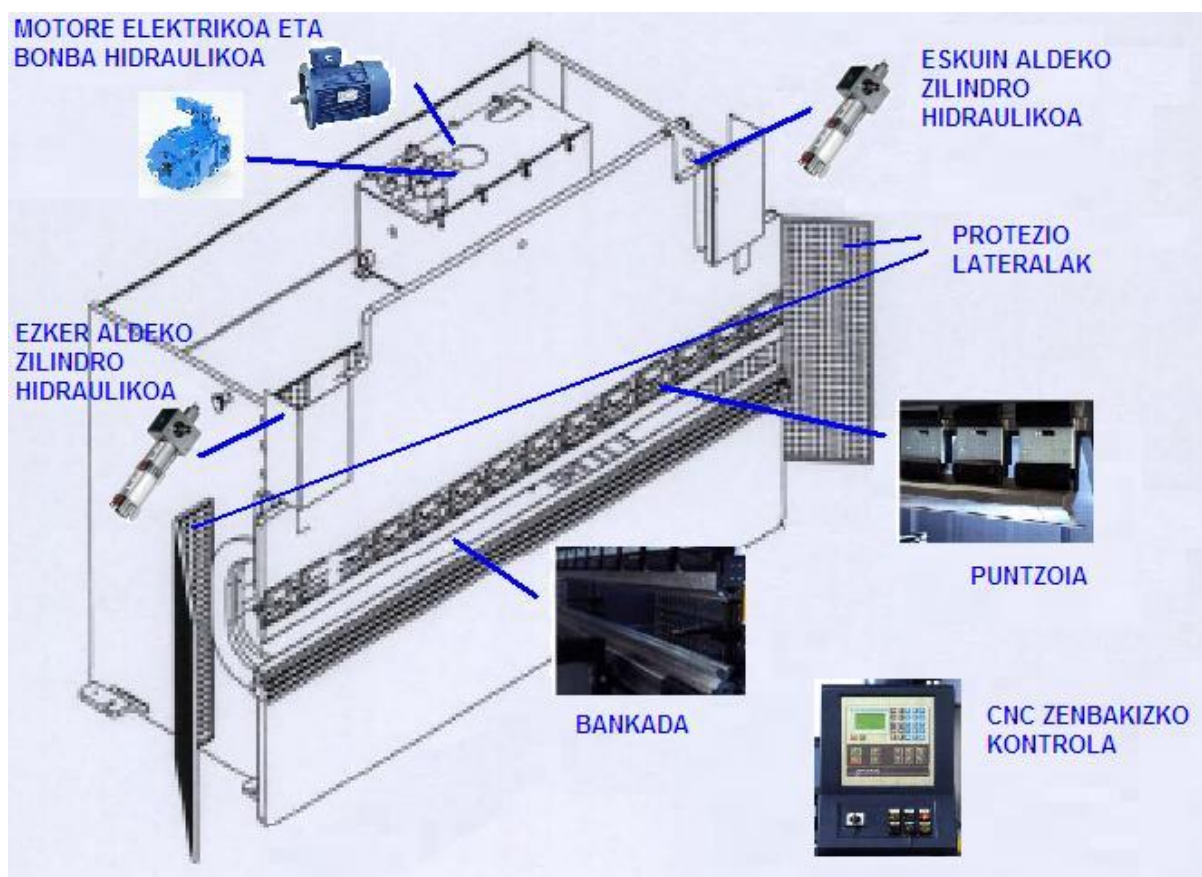 MOTORE ELEKTRIKOA ETA
BONBA HIDRAULIKOA
ESKUIN ALDEKO
ZILINDRO
HIDRAULIKOA
PROTEZIO
LATERALAK
EZKER ALDEKO
ZILINDRO
HIDRAULIKOA
PUNTZOIA
BANKADA
CNC ZENBAKIZKO
KONTROLA